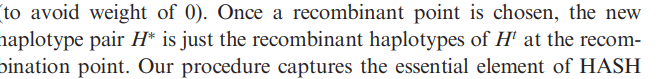 (to avoid weight of 0). Once a recombinant point is chosen, the new
haplotype pair H* is just the recombinant haplotypes of Hᵗ at the recom-
bination point. Our procedure captures the essential element of HASH